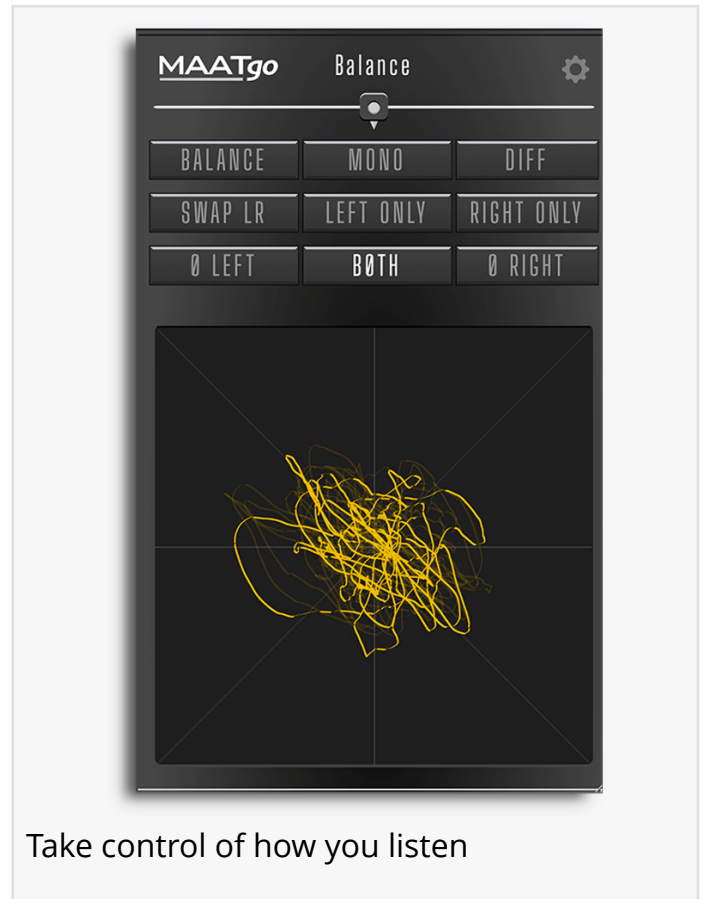 MAATgo Balance
BALANCE MONO DIFF
SWAP LR LEFT ONLY RIGHT ONLY
Ø LEFT BØTH Ø RIGHT
Take control of how you listen